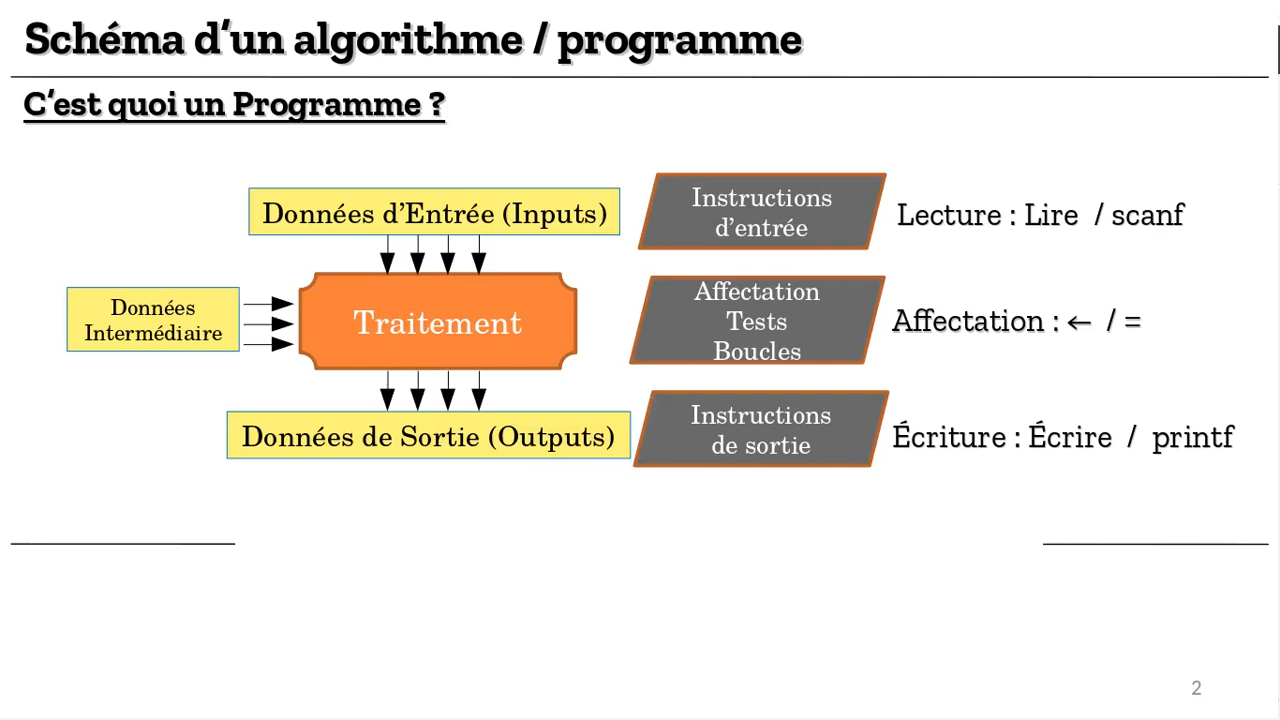 Schéma d’un algorithme / programme
C’est quoi un Programme ?
Données d’Entrée (Inputs)
Instructions
d’entrée
Lecture : Lire / scanf
Données
Intermédiaire
Traitement
Affectation
Tests
Boucles
Affectation : ← / =
Données de Sortie (Outputs)
Instructions
de sortie
Écriture : Écrire / printf
2